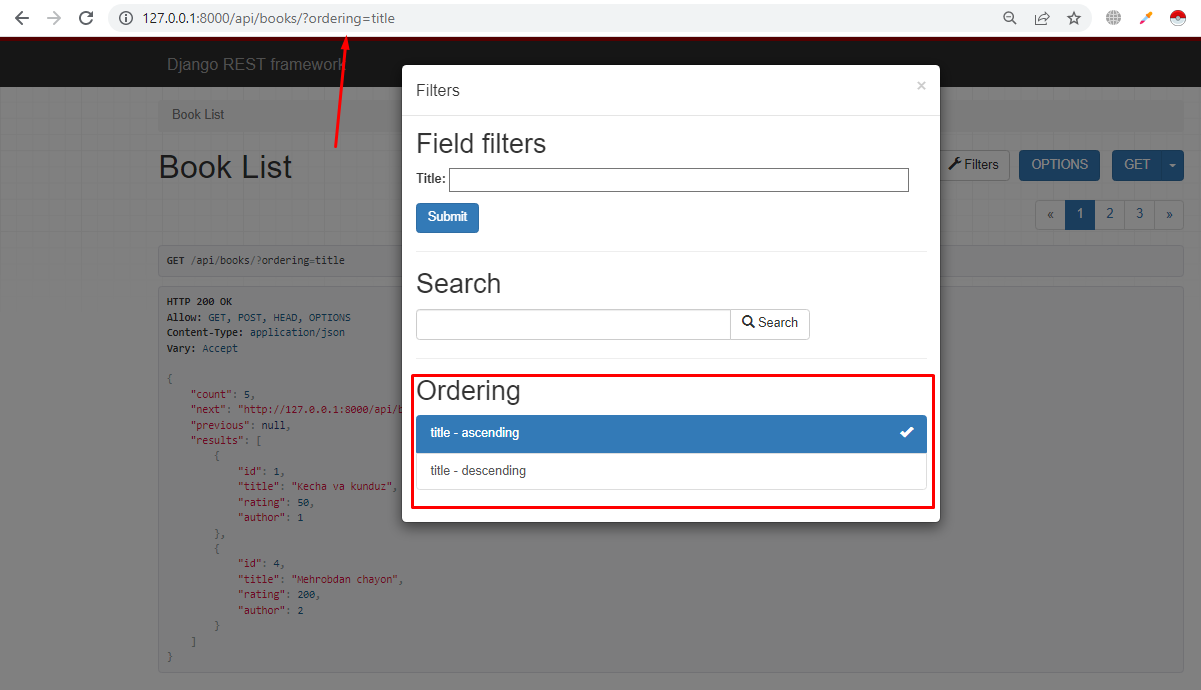 127.0.0.1:8000/api/books/?ordering=title
Django REST framework
Filters ×
Book List
Field filters
Title:
Book List
Filters
OPTIONS
GET
Submit
« 1 2 3 »
GET /api/books/?ordering=title
Search
Search
HTTP 200 OK
Allow: GET, POST, HEAD, OPTIONS
Content-Type: application/json
Vary: Accept
Ordering
title - ascending
title - descending
{
"count": 5,
"next": "http://127.0.0.1:8000/api/b
"previous": null,
"results": [
{
"id": 1,
"title": "Kecha va kunduz",
"rating": 50,
"author": 1
},
{
"id": 4,
"title": "Mehrobdan chayon",
"rating": 200,
"author": 2
}
]
}